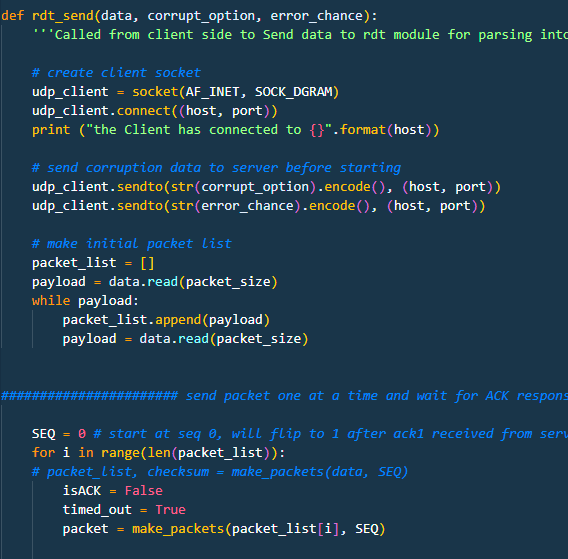 def rdt_send(data, corrupt_option, error_chance):
    '''Called from client side to Send data to rdt module for parsing into
    # create client socket
    udp_client = socket(AF_INET, SOCK_DGRAM)
    udp_client.connect((host, port))
    print ("the Client has connected to {}".format(host))
    # send corruption data to server before starting
    udp_client.sendto(str(corrupt_option).encode(), (host, port))
    udp_client.sendto(str(error_chance).encode(), (host, port))
    # make initial packet list
    packet_list = []
    payload = data.read(packet_size)
    while payload:
        packet_list.append(payload)
        payload = data.read(packet_size)
####################### send packet one at a time and wait for ACK respons
    SEQ = 0 # start at seq 0, will flip to 1 after ack1 received from serv
    for i in range(len(packet_list)):
    # packet_list, checksum = make_packets(data, SEQ)
        isACK = False
        timed_out = True
        packet = make_packets(packet_list[i], SEQ)